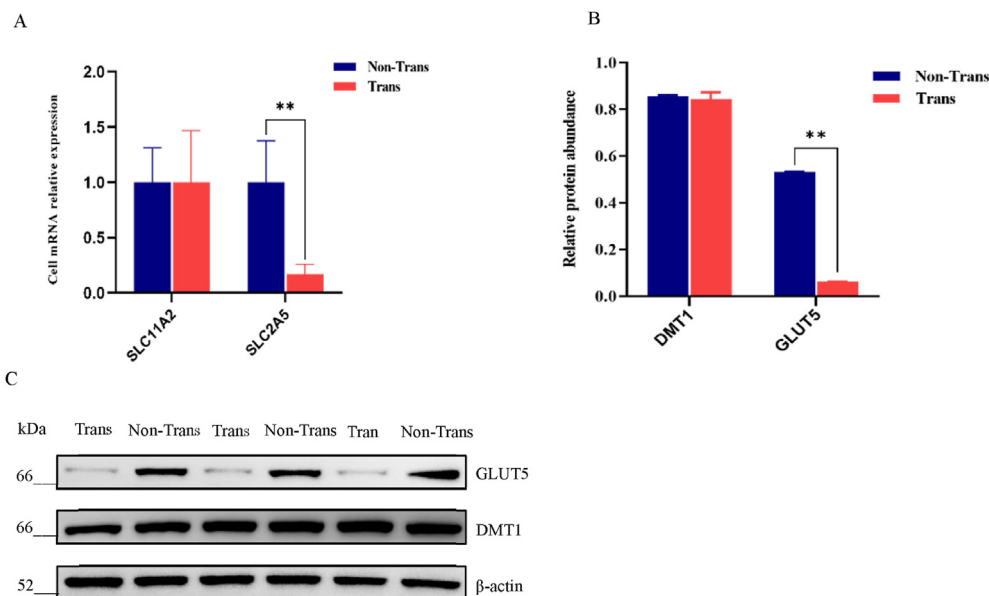 A
Cell mRNA relative expression
2.0
1.5
1.0
0.5
0.0
**
SLC11A2
SLC2A5
Non-Trans
Trans
B
Relative protein abundance
1.0
0.8
0.6
0.4
0.2
0.0
**
DMT1
GLUT5
Non-Trans
Trans
C
kDa Trans Non-Trans Trans Non-Trans Tran Non-Trans
66 GLUT5
66 DMT1
52 β-actin